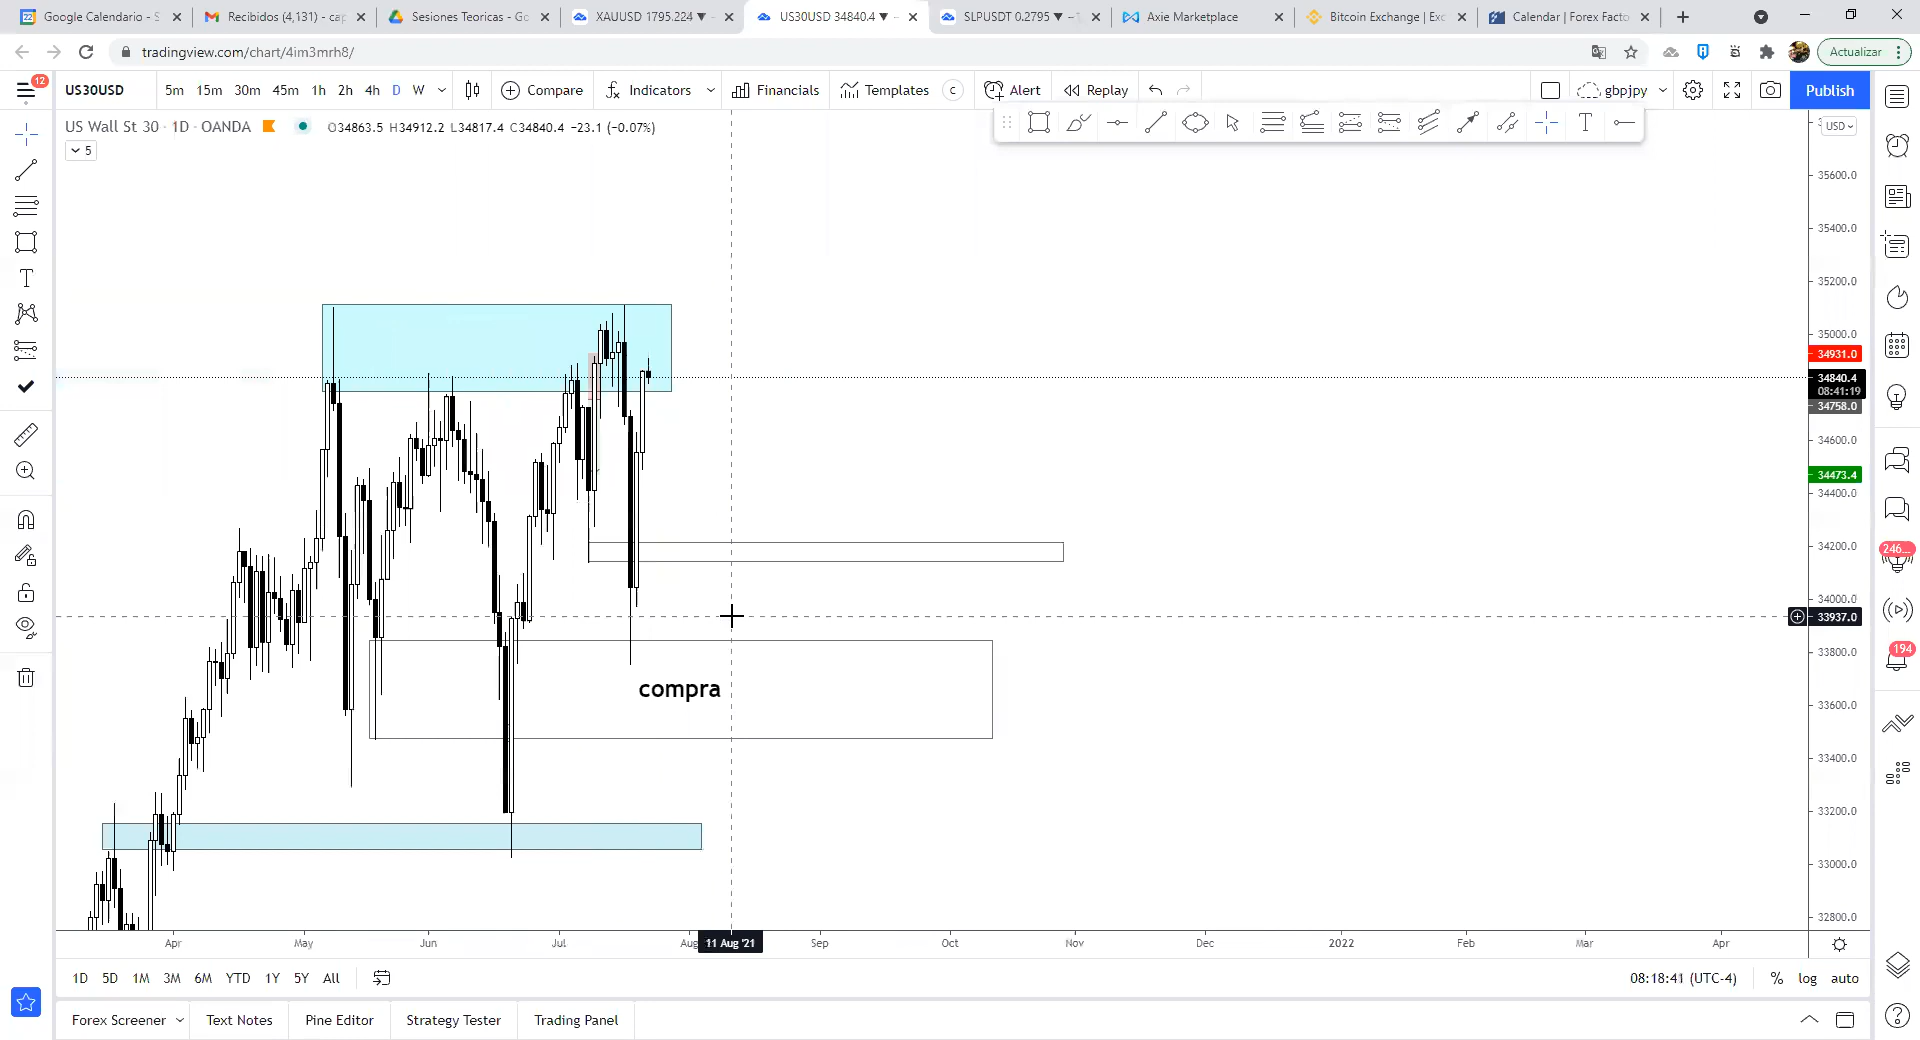 Google Calendario - S
Recibidos (4,131) - cap
Sesiones Teoricas - Go
XAUUSD 1795.224 ▼ –
US30USD 34840.4 ▼ –
SLPUSDT 0.2795 ▼ –
Axie Marketplace
Bitcoin Exchange | Exc
Calendar | Forex Facto
tradingview.com/chart/4im3mrh8/
Actualizar
12
US30USD 5m 15m 30m 45m 1h 2h 4h D W Compare Indicators Financials Templates C Alert Replay gbpjpy Publish
US Wall St 30 · 1D · OANDA O34863.5 H34912.2 L34817.4 C34840.4 −23.1 (−0.07%)
USD
5
35600.0
35400.0
35200.0
35000.0
34931.0
34840.4
08:41:19
34758.0
34600.0
34473.4
34400.0
34200.0
34000.0
33937.0
33800.0
compra
33600.0
33400.0
33200.0
33000.0
32800.0
246...
194
Apr May Jun Jul Aug 11 Aug '21 Sep Oct Nov Dec 2022 Feb Mar Apr
1D 5D 1M 3M 6M YTD 1Y 5Y All 08:18:41 (UTC-4) % log auto
Forex Screener Text Notes Pine Editor Strategy Tester Trading Panel